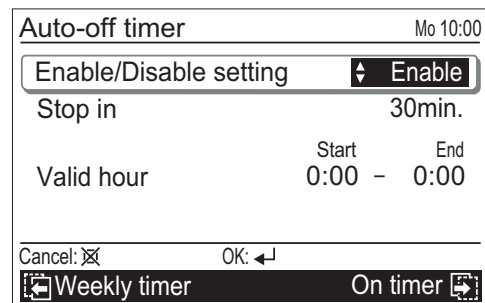 Auto-off timer Mo 10:00
Enable/Disable setting Enable
Stop in 30min.
Start End
Valid hour 0:00 – 0:00
Cancel: OK:
Weekly timer On timer